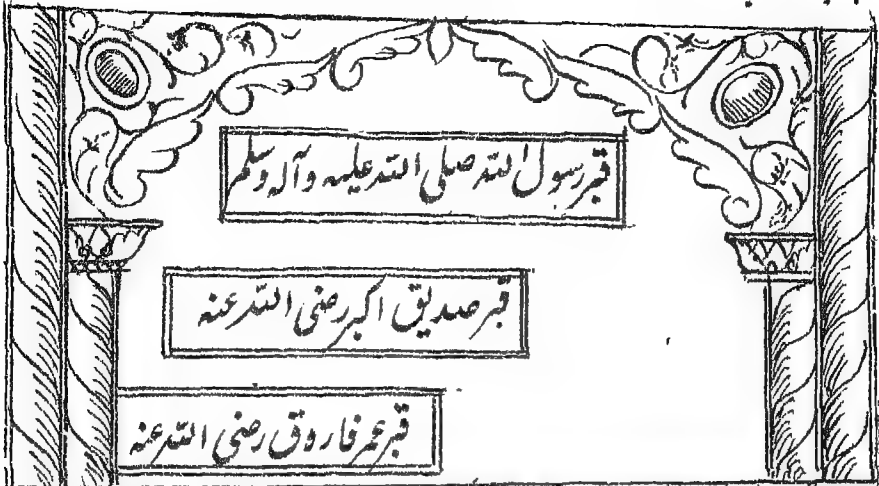 قبر رسول اللہ صلی اللہ علیہ وآلہ وسلم
قبر صدیق اکبر رضی اللہ عنہ
قبر عمر فاروق رضی اللہ عنہ